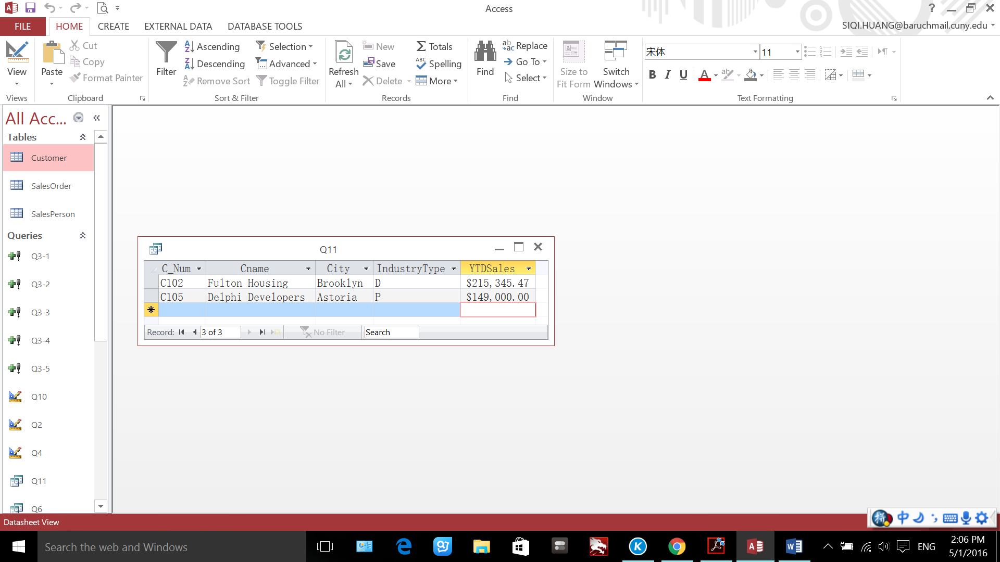 Access
FILE HOME CREATE EXTERNAL DATA DATABASE TOOLS
SIQI.HUANG@baruchmail.cuny.edu
View
Views
Paste
Cut
Copy
Format Painter
Clipboard
Filter
Ascending
Descending
Remove Sort
Selection
Advanced
Toggle Filter
Sort & Filter
Refresh
All
New
Save
Delete
Totals
Spelling
More
Records
Find
Replace
Go To
Select
Find
Size to
Fit Form
Switch
Windows
Window
宋体 11
B I U A
Text Formatting
All Acc...
Tables
Customer
SalesOrder
SalesPerson
Queries
Q3-1
Q3-2
Q3-3
Q3-4
Q3-5
Q10
Q2
Q4
Q11
Q6
Q11
C_Num Cname City IndustryType YTDSales
C102 Fulton Housing Brooklyn D $215,345.47
C105 Delphi Developers Astoria P $149,000.00
Record: 3 of 3 No Filter Search
Datasheet View
中
Search the web and Windows
ENG
2:06 PM
5/1/2016